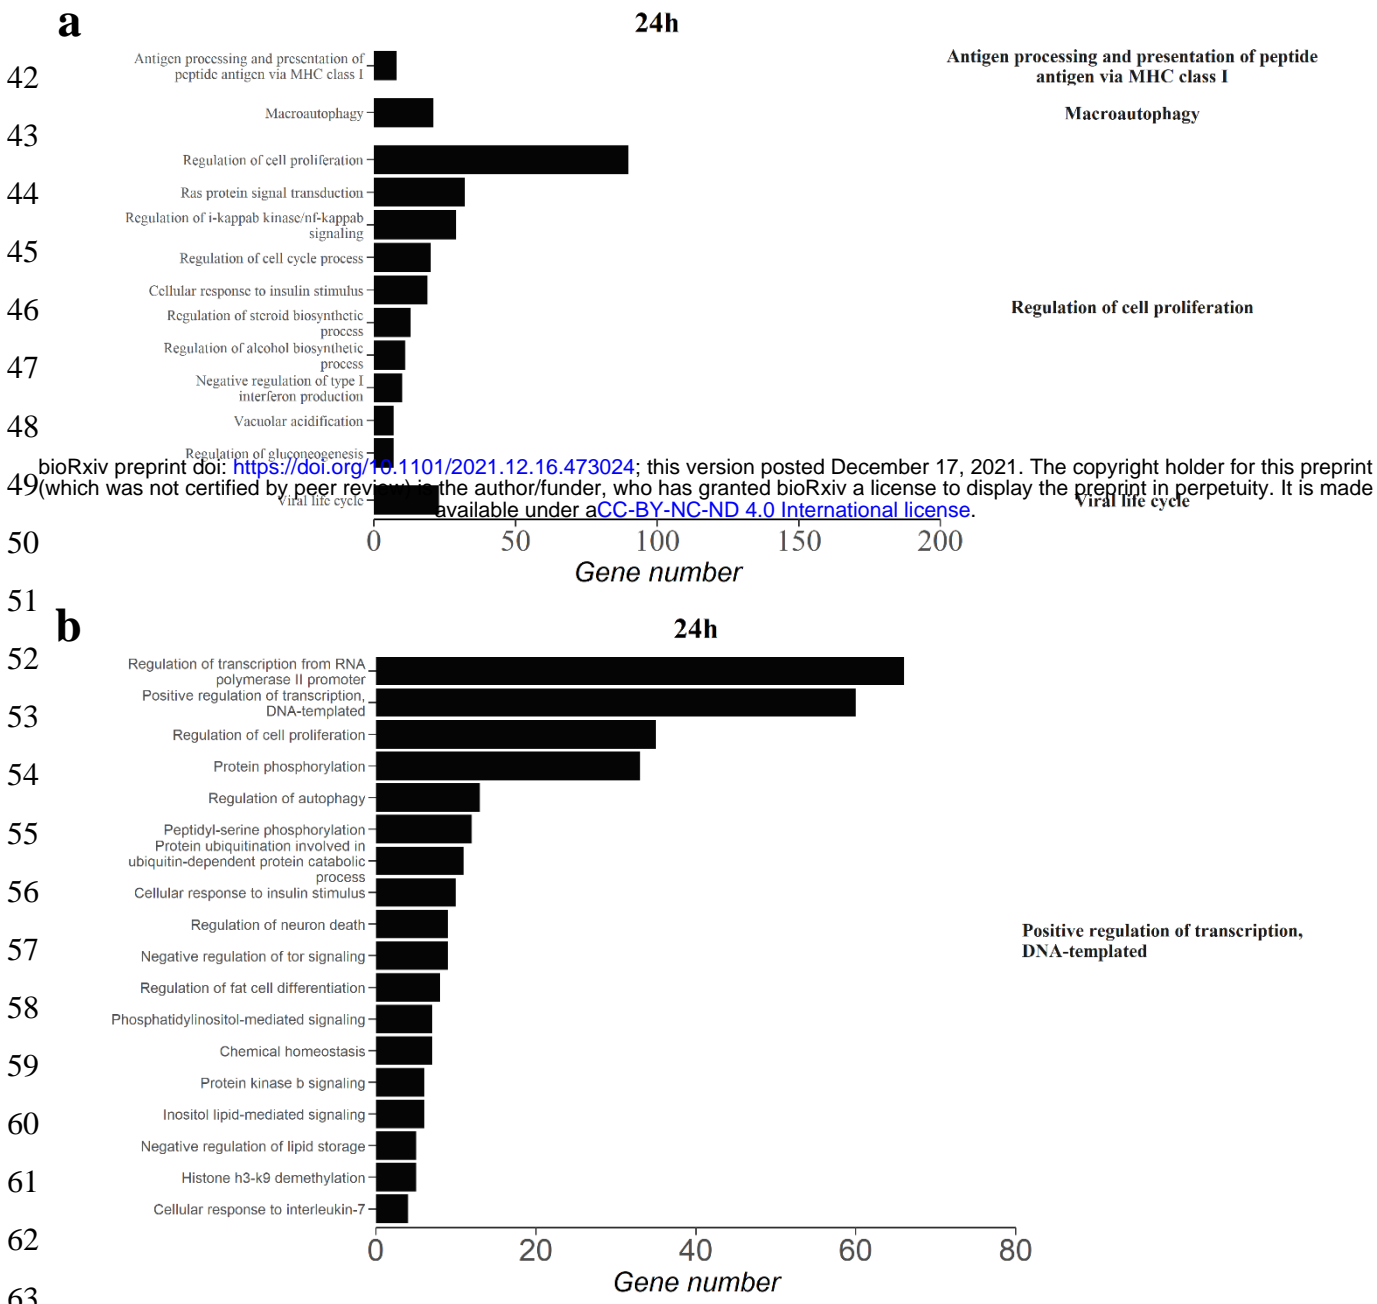 a
24h
Antigen processing and presentation of
peptide antigen via MHC class I
Antigen processing and presentation of peptide
antigen via MHC class I
42
Macroautophagy
Macroautophagy
43
Regulation of cell proliferation
44
Ras protein signal transduction
Regulation of i-kappab kinase/nf-kappab
signaling
45
Regulation of cell cycle process
Cellular response to insulin stimulus
46
Regulation of cell proliferation
Regulation of steroid biosynthetic
process
Regulation of alcohol biosynthetic
process
47
Negative regulation of type I
interferon production
48
Vacuolar acidification
Regulation of gluconeogenesis
bioRxiv preprint doi: https://doi.org/10.1101/2021.12.16.473024; this version posted December 17, 2021. The copyright holder for this preprint
49
(which was not certified by peer review) is the author/funder, who has granted bioRxiv a license to display the preprint in perpetuity. It is made
Viral life cycle
Viral life cycle
available under aCC-BY-NC-ND 4.0 International license.
50
0 50 100 150 200
Gene number
51
b
24h
52
Regulation of transcription from RNA
polymerase II promoter
Positive regulation of transcription,
DNA-templated
53
Regulation of cell proliferation
54
Protein phosphorylation
Regulation of autophagy
55
Peptidyl-serine phosphorylation
Protein ubiquitination involved in
ubiquitin-dependent protein catabolic
process
56
Cellular response to insulin stimulus
Regulation of neuron death
57
Positive regulation of transcription,
DNA-templated
Negative regulation of tor signaling
Regulation of fat cell differentiation
58
Phosphatidylinositol-mediated signaling
Chemical homeostasis
59
Protein kinase b signaling
60
Inositol lipid-mediated signaling
Negative regulation of lipid storage
61
Histone h3-k9 demethylation
Cellular response to interleukin-7
62
0 20 40 60 80
Gene number
63